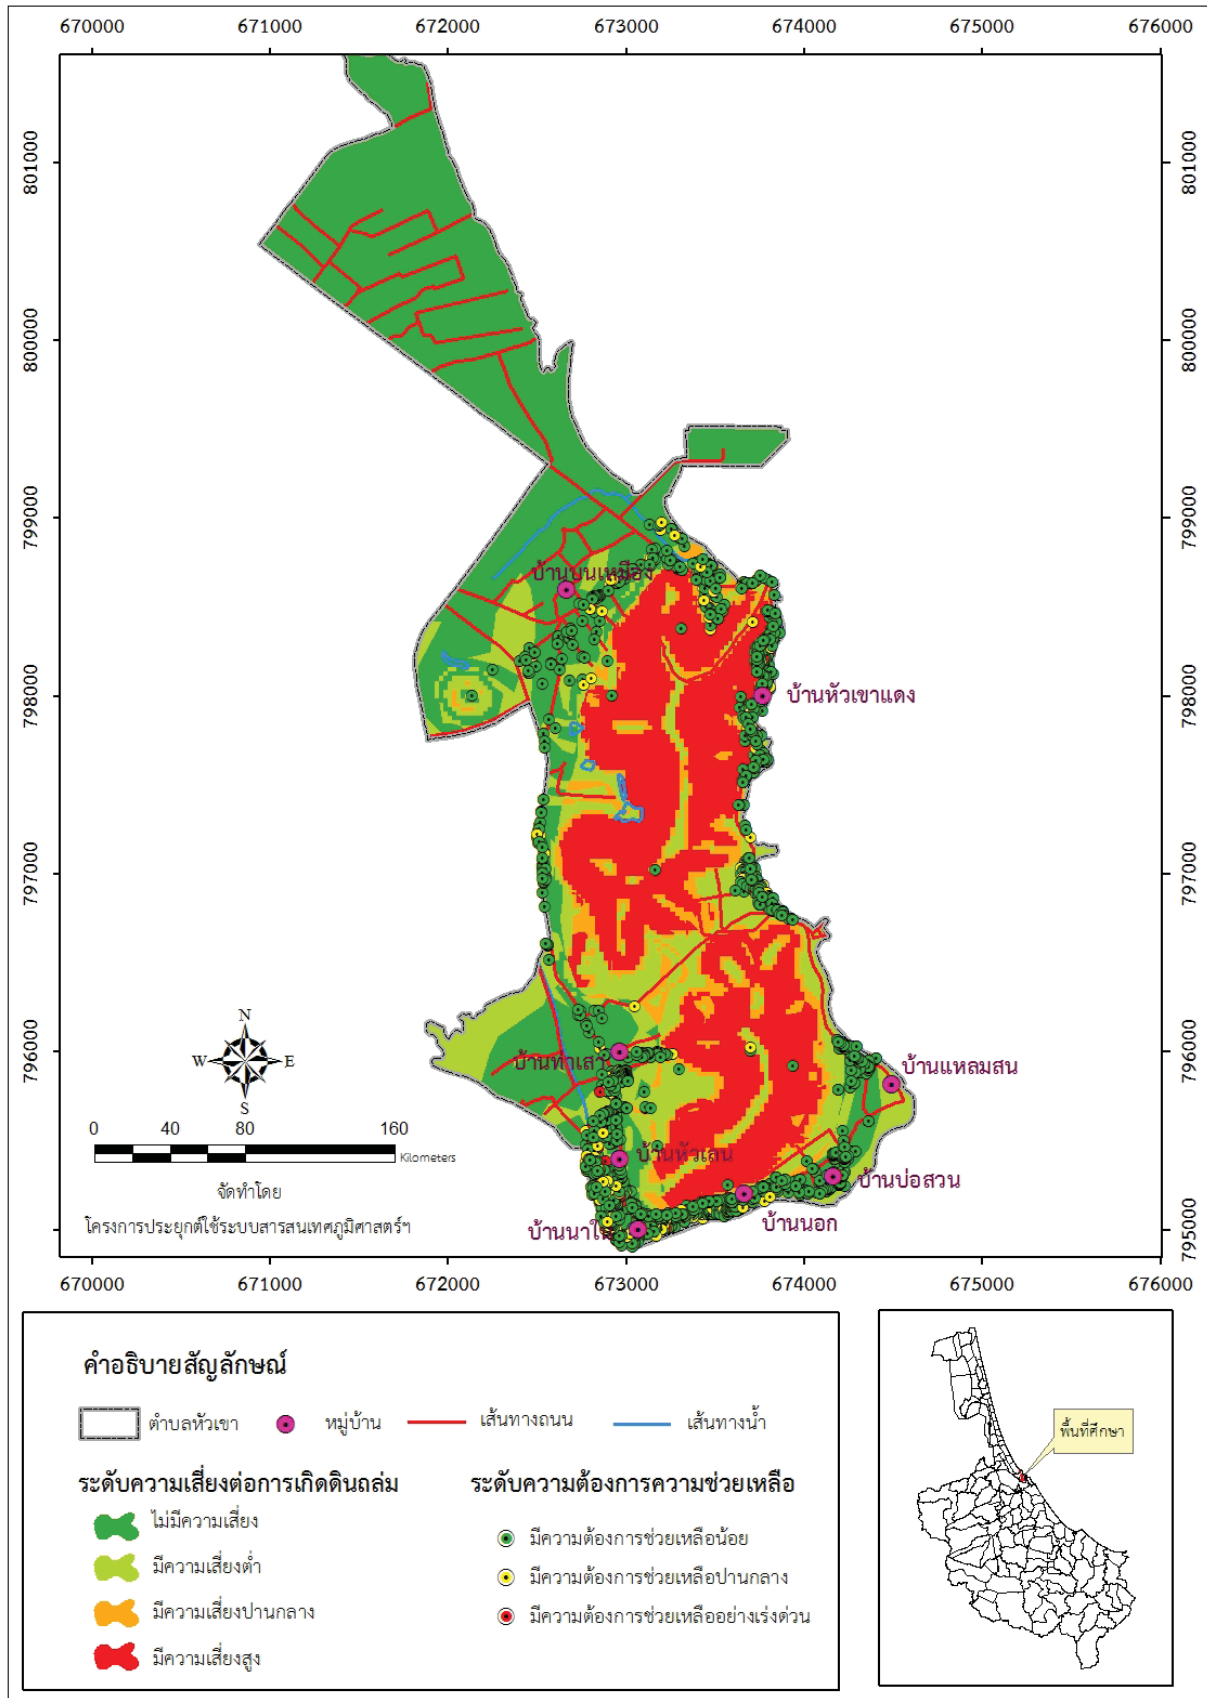 670000 671000 672000 673000 674000 675000 676000
801000 801000
800000 800000
799000 799000
บ้านบนเหมือง
798000 บ้านหัวเขาแดง 798000
797000 797000
N
796000 W E บ้านท่าเสา บ้านแหลมสน 796000
S
0 40 80 160
Kilometers
บ้านหัวเลน
จัดทำโดย
บ้านบ่อสวน
โครงการประยุกต์ใช้ระบบสารสนเทศภูมิศาสตร์ฯ
บ้านนาใน บ้านนอก
795000 795000
670000 671000 672000 673000 674000 675000 676000
คำอธิบายสัญลักษณ์
ตำบลหัวเขา หมู่บ้าน เส้นทางถนน เส้นทางน้ำ
ระดับความเสี่ยงต่อการเกิดดินถล่ม
ไม่มีความเสี่ยง
มีความเสี่ยงต่ำ
มีความเสี่ยงปานกลาง
มีความเสี่ยงสูง
ระดับความต้องการความช่วยเหลือ
มีความต้องการช่วยเหลือน้อย
มีความต้องการช่วยเหลือปานกลาง
มีความต้องการช่วยเหลืออย่างเร่งด่วน
พื้นที่ศึกษา